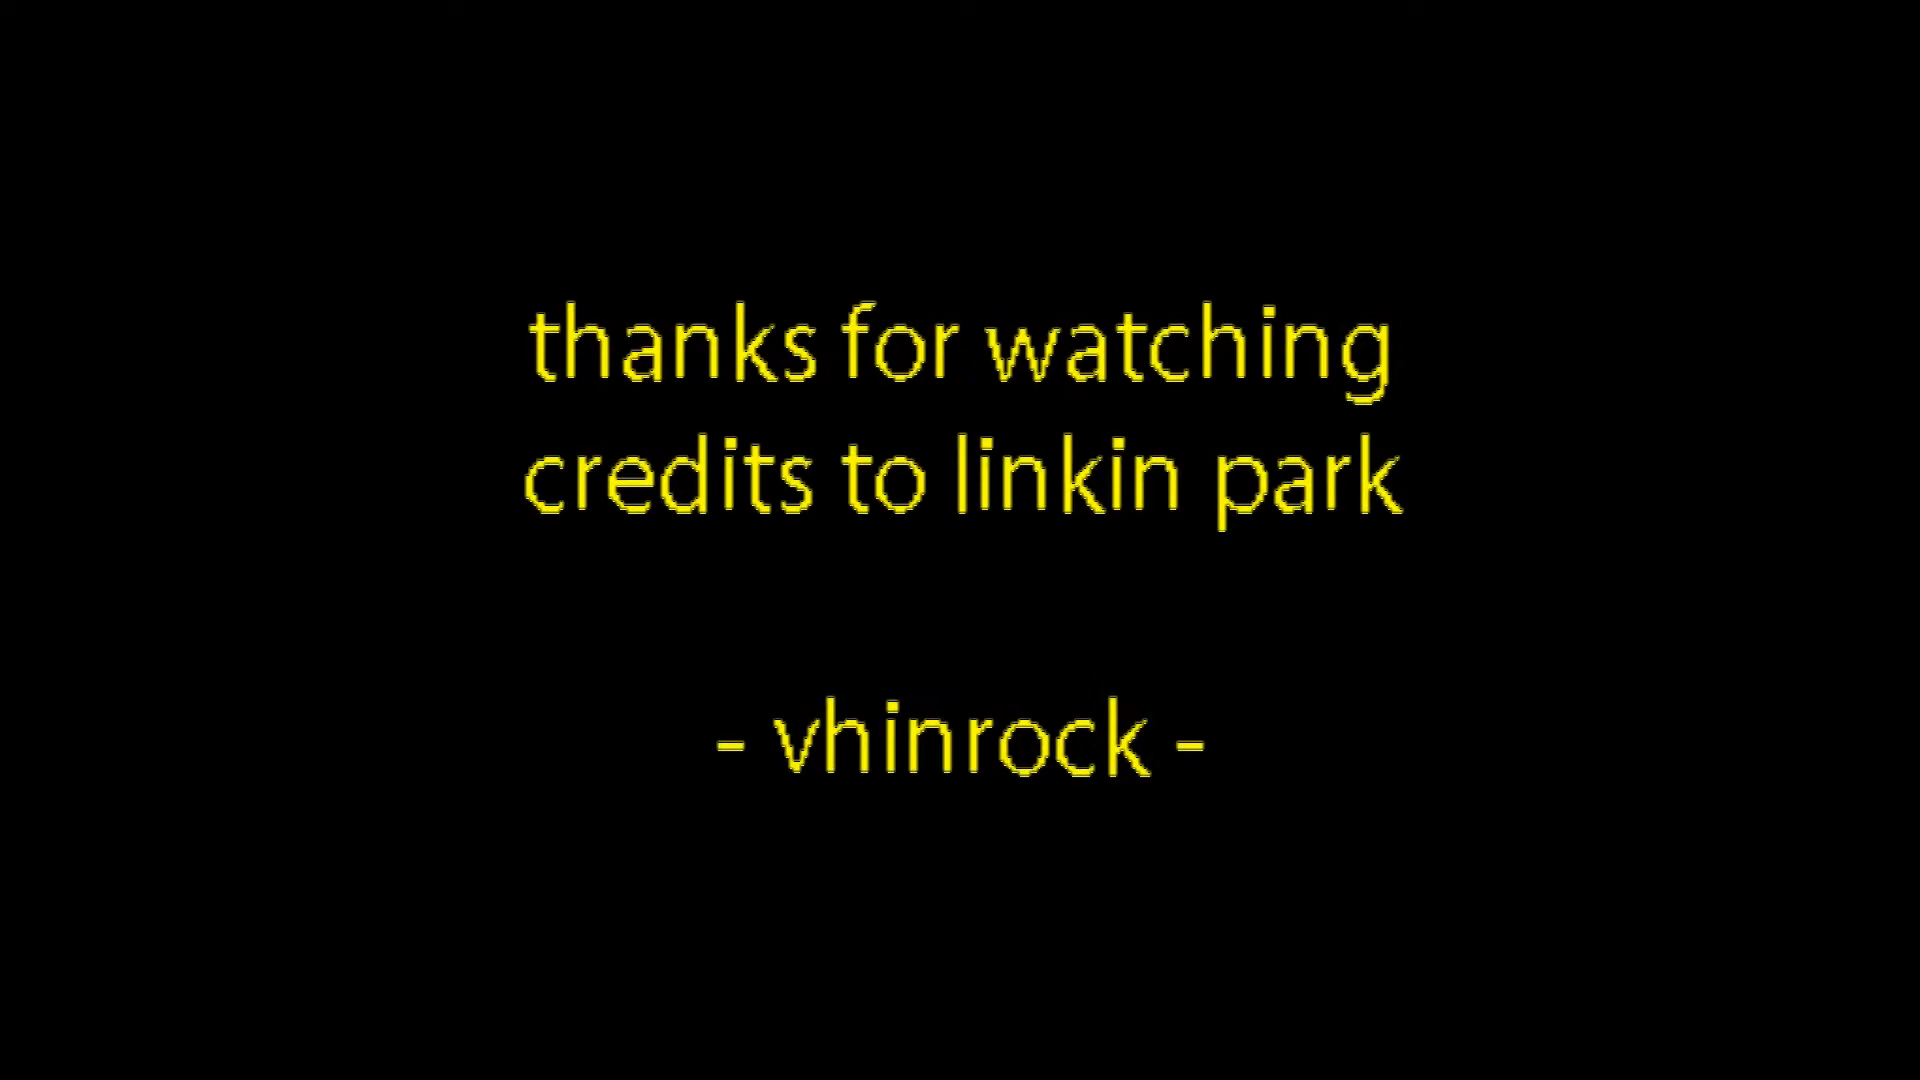 thanks for watching
credits to linkin park
- vhinrock -